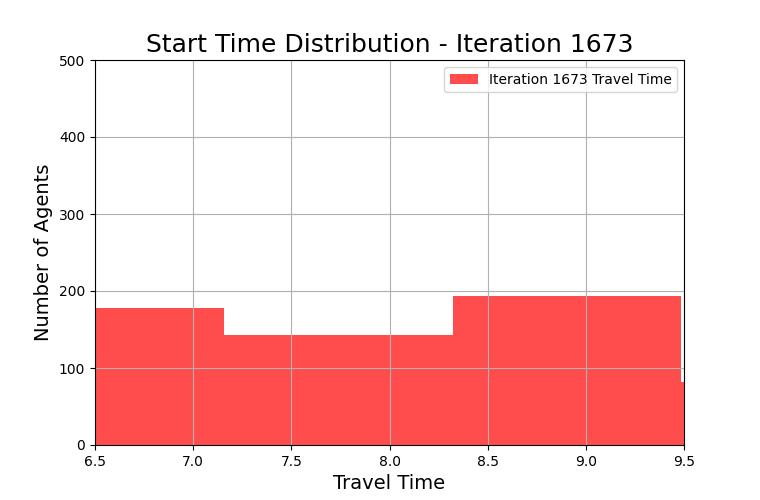 Start Time Distribution - Iteration 1673
Iteration 1673 Travel Time
Number of Agents
500
400
300
200
100
0
6.5 7.0 7.5 8.0 8.5 9.0 9.5
Travel Time